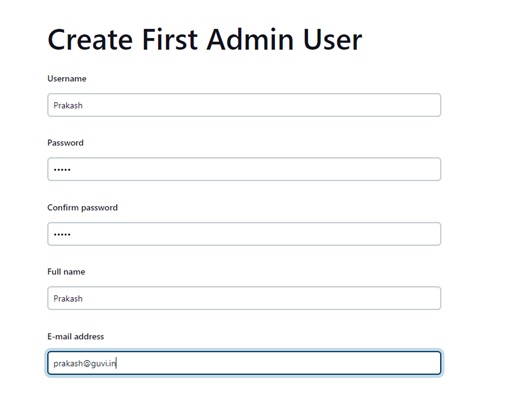 Create First Admin User
Username
Prakash
Password
•••••
Confirm password
•••••
Full name
Prakash
E-mail address
prakash@guvi.in